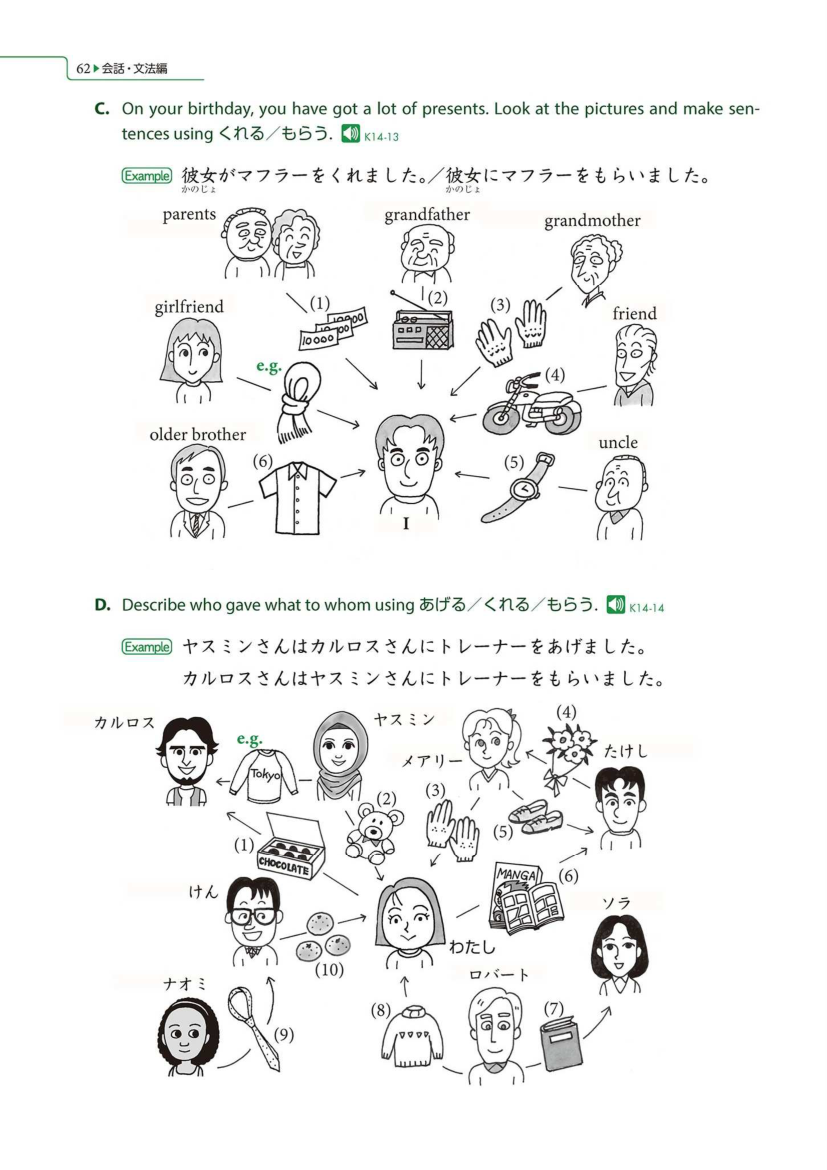 62▶会話・文法編
C. On your birthday, you have got a lot of presents. Look at the pictures and make sen-
tences using くれる／もらう. K14-13
Example 彼女がマフラーをくれました。／彼女にマフラーをもらいました。
かのじょ かのじょ
parents
grandfather
grandmother
girlfriend
(1)
10000
10000
10000
(2)
(3)
friend
e.g.
(4)
older brother
(6)
(5)
uncle
I
D. Describe who gave what to whom using あげる／くれる／もらう. K14-14
Example ヤスミンさんはカルロスさんにトレーナーをあげました。
カルロスさんはヤスミンさんにトレーナーをもらいました。
カルロス
e.g.
Tokyo
ヤスミン
メアリー
(4)
たけし
(1)
CHOCOLATE
(2)
(3)
(5)
けん
MANGA
(6)
ソラ
わたし
(10)
ナオミ
ロバート
(9)
(8)
(7)